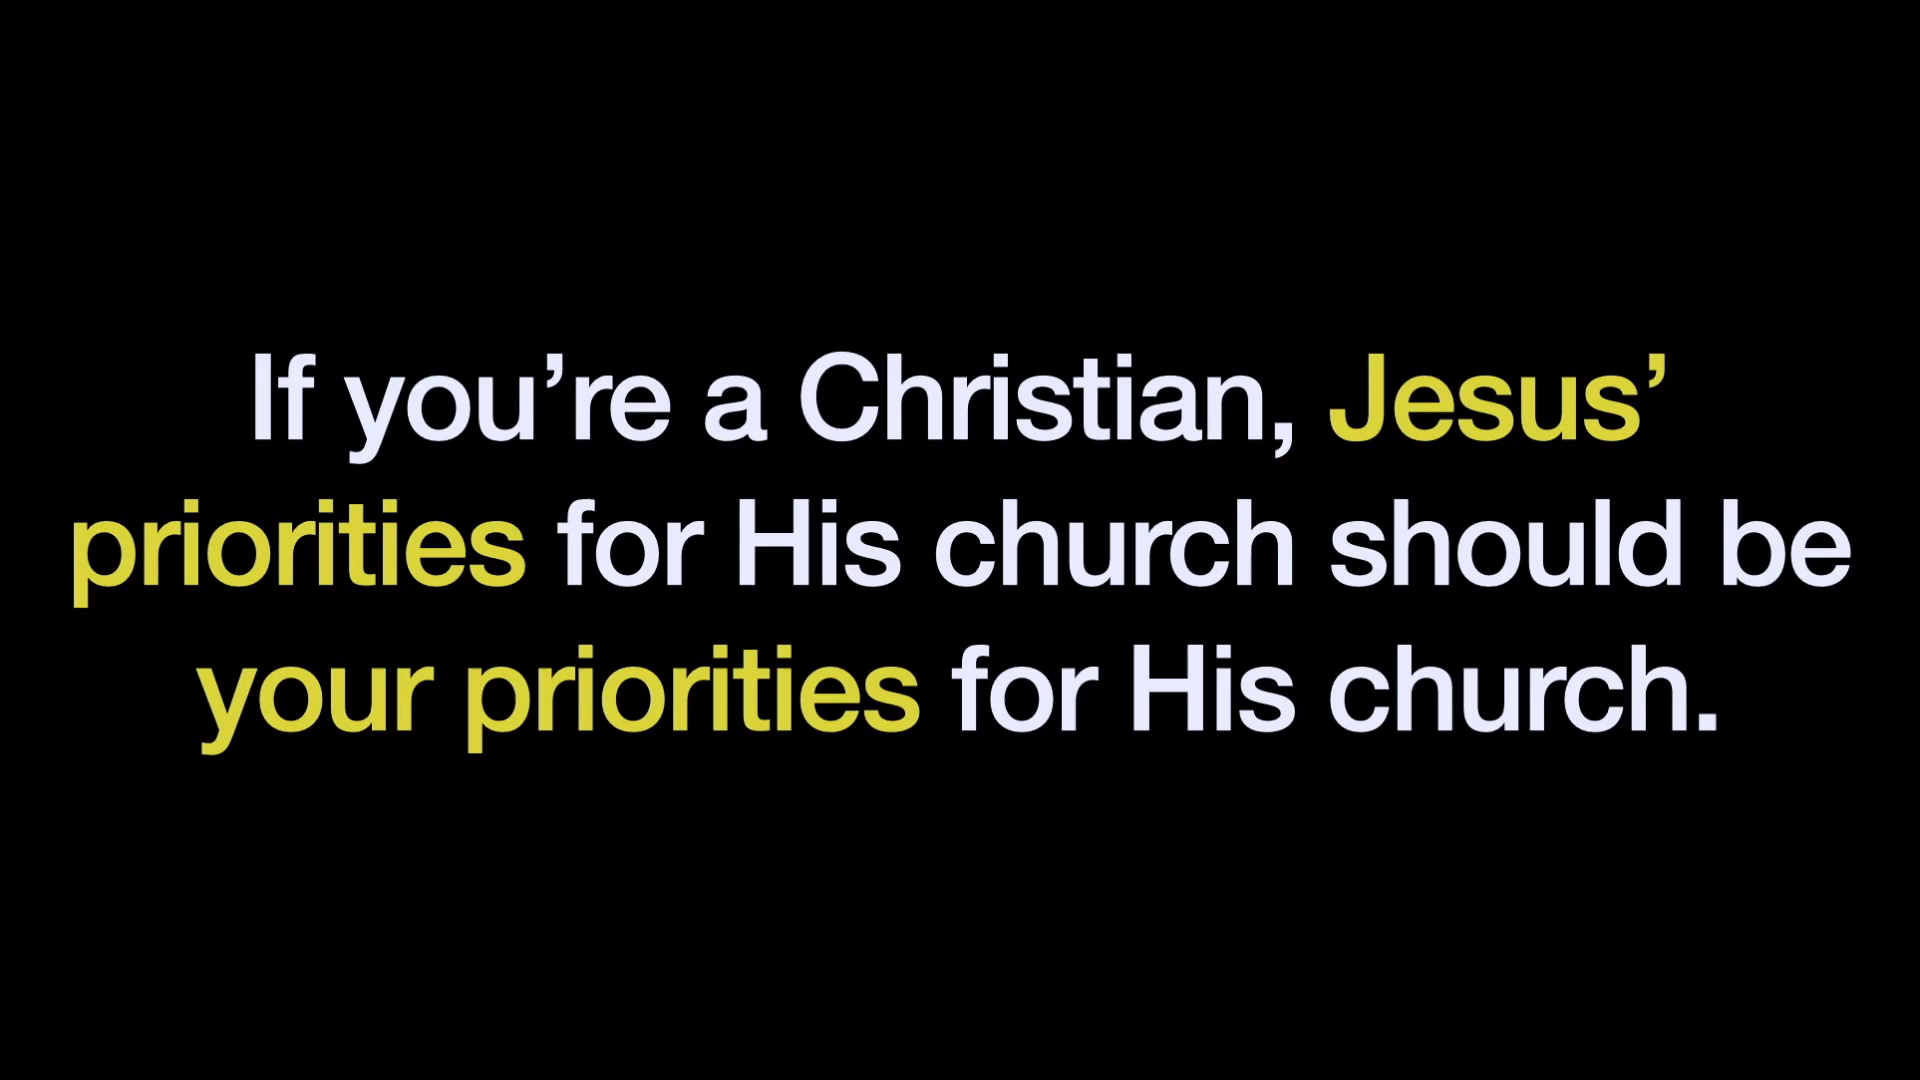 If you’re a Christian, Jesus’
priorities for His church should be
your priorities for His church.